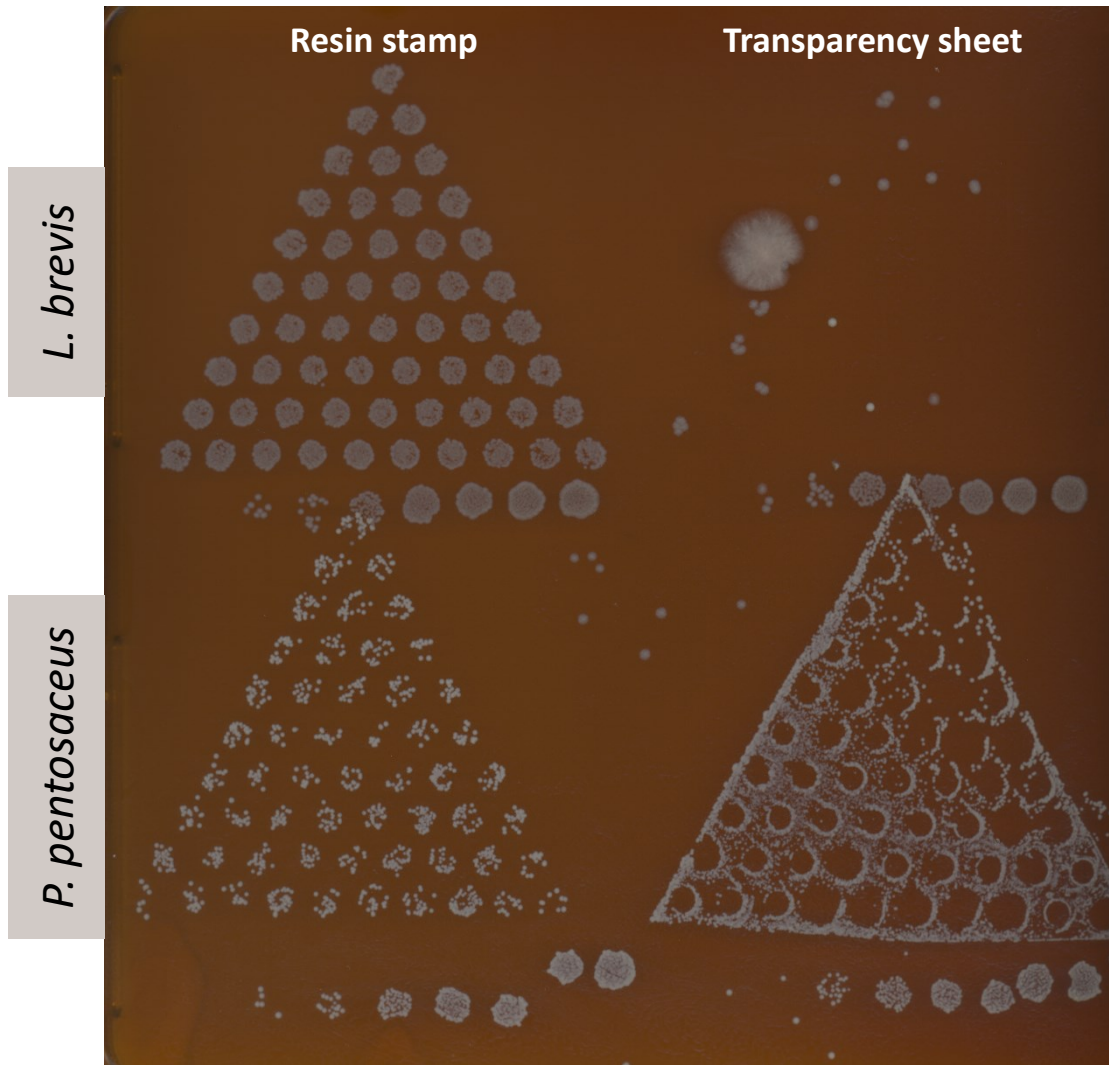 Resin stamp
Transparency sheet
L. brevis
P. pentosaceus